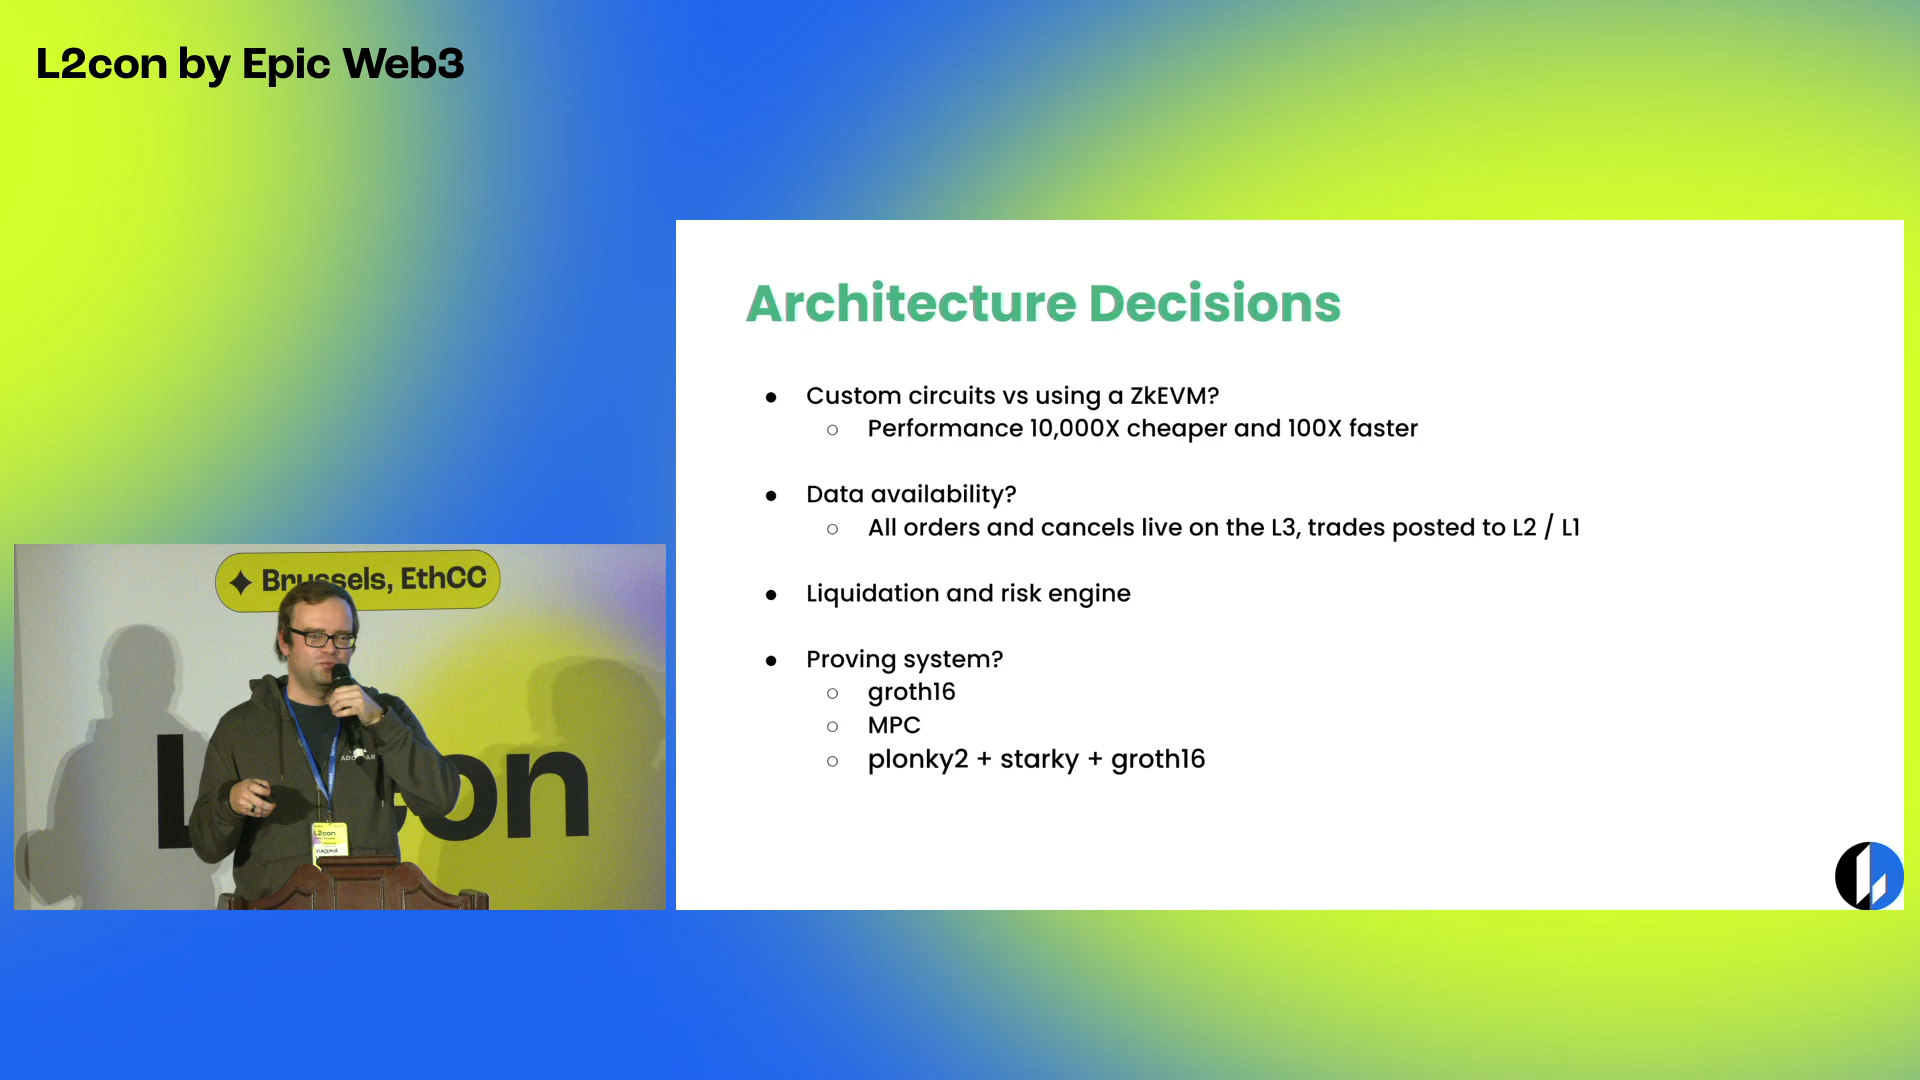 L2con by Epic Web3
Architecture Decisions
Custom circuits vs using a ZkEVM?
Performance 10,000X cheaper and 100X faster
Data availability?
All orders and cancels live on the L3, trades posted to L2 / L1
Liquidation and risk engine
Proving system?
groth16
MPC
plonky2 + starky + groth16
Brussels, EthCC
L2con